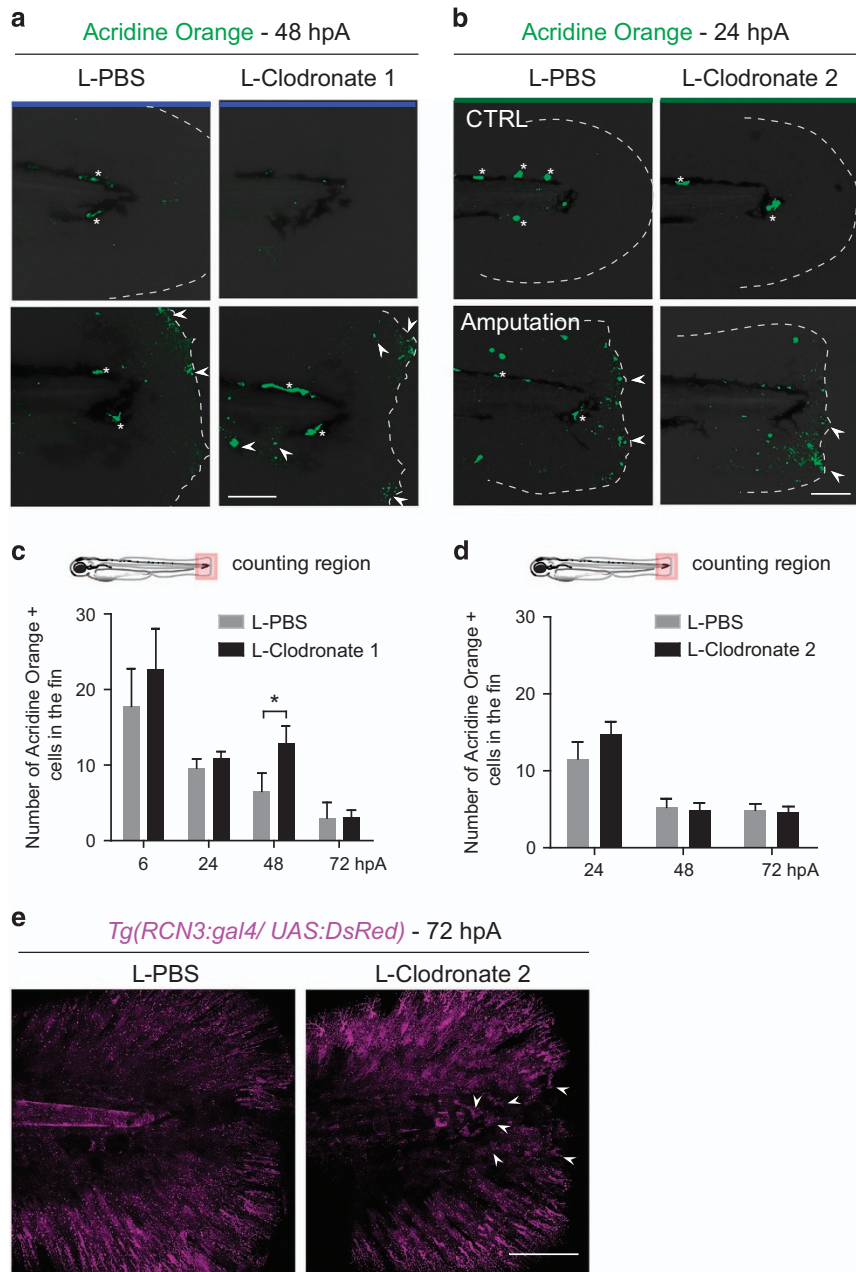 a
Acridine Orange - 48 hpA
L-PBS
L-Clodronate 1
*
*
*
*
*
*
b
Acridine Orange - 24 hpA
L-PBS
L-Clodronate 2
CTRL
*
*
*
*
*
*
Amputation
*
*
c
counting region
Number of Acridine Orange +
cells in the fin
30
20
10
0
L-PBS
L-Clodronate 1
*
6
24
48
72 hpA
d
counting region
Number of Acridine Orange +
cells in the fin
30
20
10
0
L-PBS
L-Clodronate 2
24
48
72 hpA
e
Tg(RCN3:gal4/ UAS:DsRed) - 72 hpA
L-PBS
L-Clodronate 2